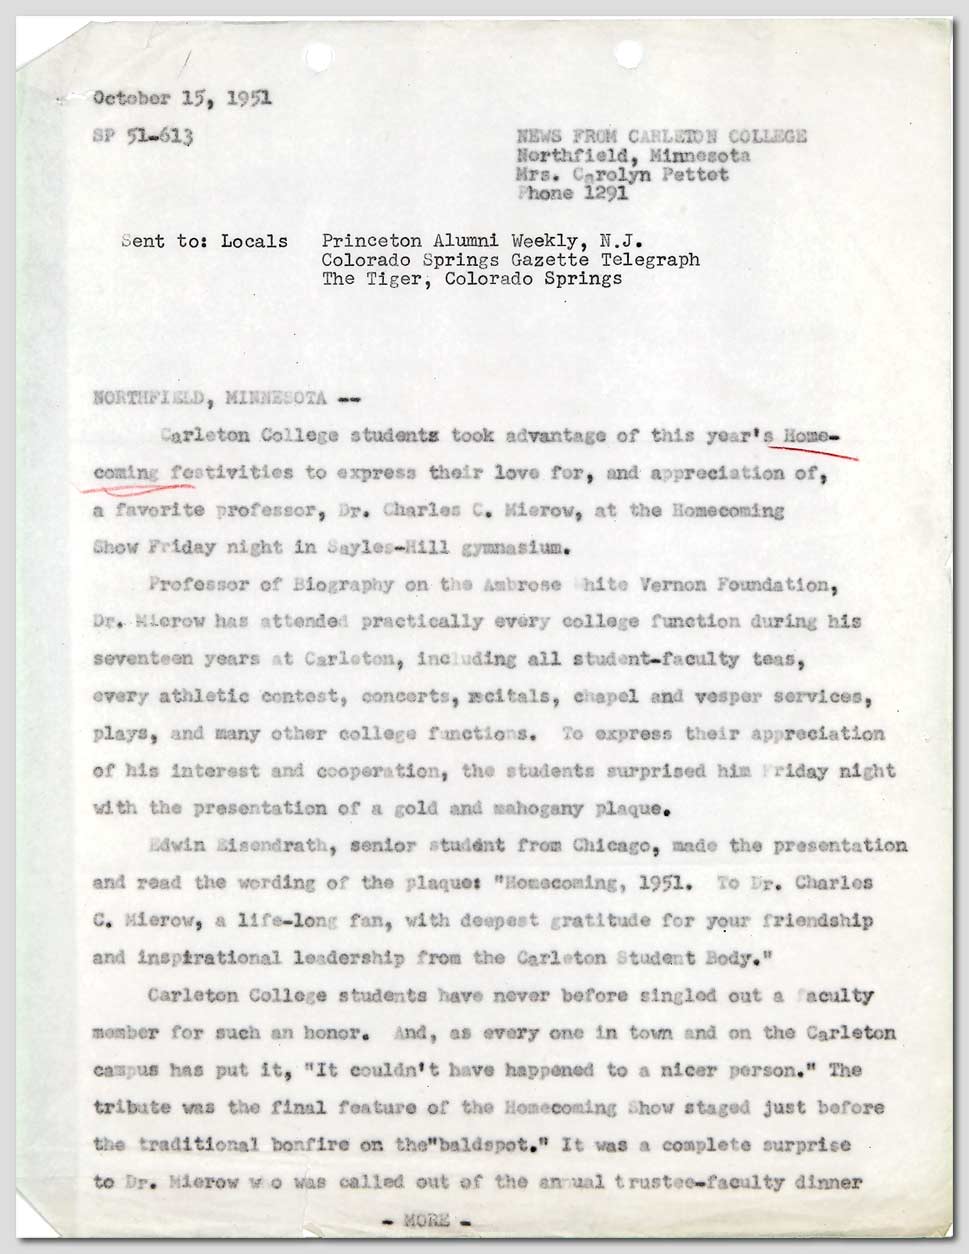 October 15, 1951
SP 51-613
NEWS FROM CARLETON COLLEGE
Northfield, Minnesota
Mrs. Carolyn Pettet
Phone 1291
Sent to: Locals Princeton Alumni Weekly, N.J.
Colorado Springs Gazette Telegraph
The Tiger, Colorado Springs
NORTHFIELD, MINNESOTA --
Carleton College students took advantage of this year's Home-
coming festivities to express their love for, and appreciation of,
a favorite professor, Dr. Charles C. Mierow, at the Homecoming
Show Friday night in Sayles-Hill gymnasium.
Professor of Biography on the Ambrose White Vernon Foundation,
Dr. Mierow has attended practically every college function during his
seventeen years at Carleton, including all student-faculty teas,
every athletic contest, concerts, recitals, chapel and vesper services,
plays, and many other college functions. To express their appreciation
of his interest and cooperation, the students surprised him Friday night
with the presentation of a gold and mahogany plaque.
Edwin Eisendrath, senior student from Chicago, made the presentation
and read the wording of the plaque: "Homecoming, 1951. To Dr. Charles
C. Mierow, a life-long fan, with deepest gratitude for your friendship
and inspirational leadership from the Carleton Student Body."
Carleton College students have never before singled out a faculty
member for such an honor. And, as every one in town and on the Carleton
campus has put it, "It couldn't have happened to a nicer person." The
tribute was the final feature of the Homecoming Show staged just before
the traditional bonfire on the"baldspot." It was a complete surprise
to Dr. Mierow who was called out of the annual trustee-faculty dinner
- MORE -